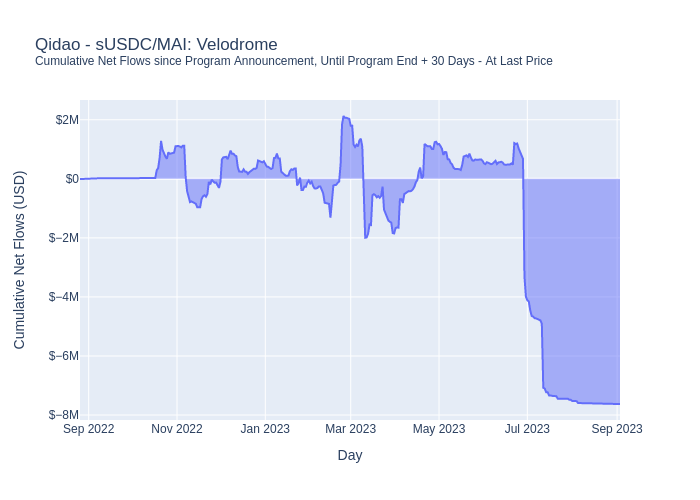 Qidao - sUSDC/MAI: Velodrome
Cumulative Net Flows since Program Announcement, Until Program End + 30 Days - At Last Price
$2M
$0
$−2M
$−4M
$−6M
$−8M
Cumulative Net Flows (USD)
Sep 2022
Nov 2022
Jan 2023
Mar 2023
May 2023
Jul 2023
Sep 2023
Day